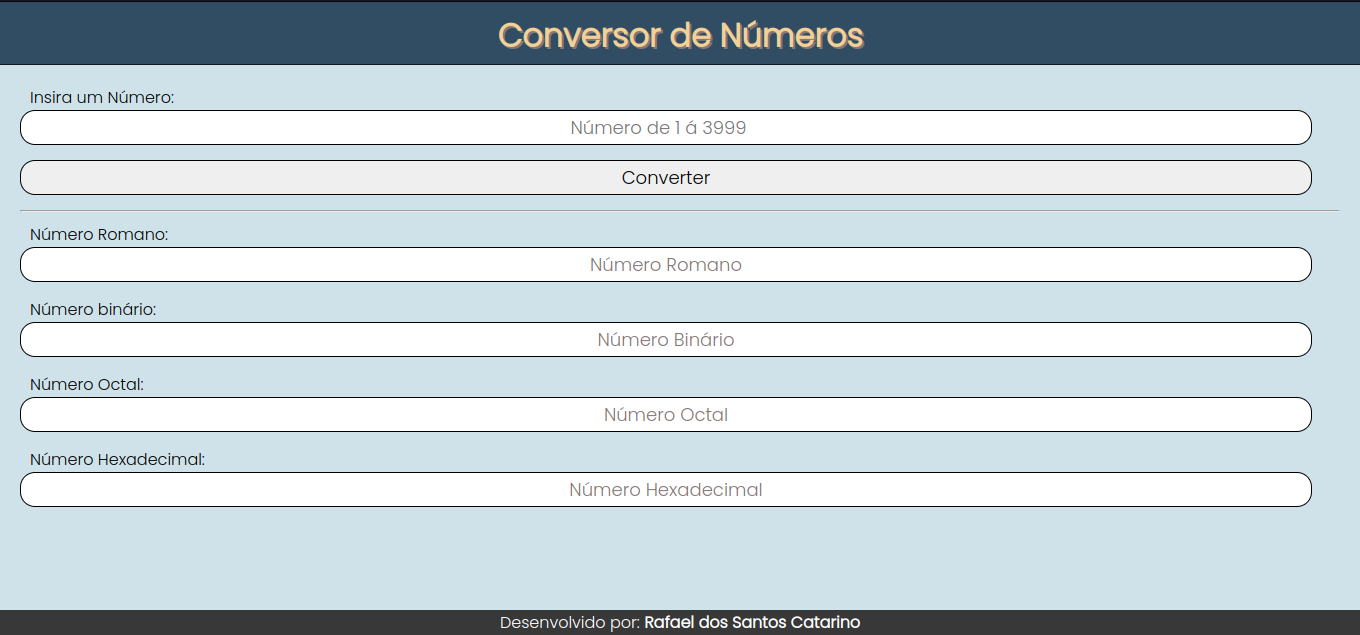 Conversor de Números
Insira um Número:
Número de 1 á 3999
Converter
Número Romano:
Número Romano
Número binário:
Número Binário
Número Octal:
Número Octal
Número Hexadecimal:
Número Hexadecimal
Desenvolvido por: Rafael dos Santos Catarino